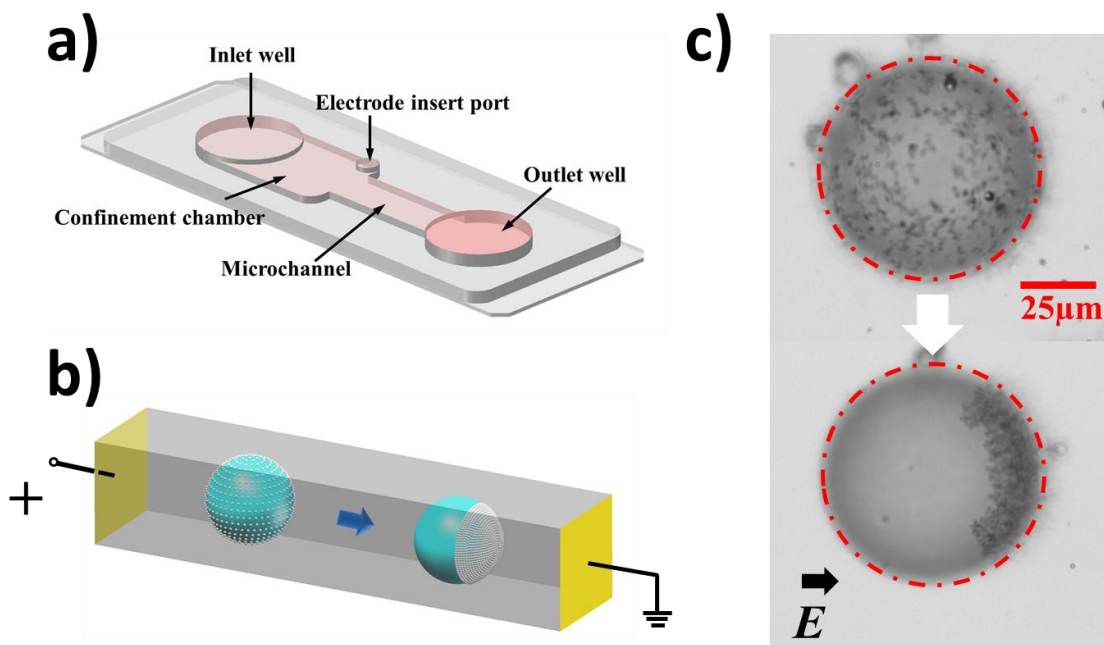 a)
Inlet well
Electrode insert port
Outlet well
Confinement chamber
Microchannel
b)
+
c)
25μm
E